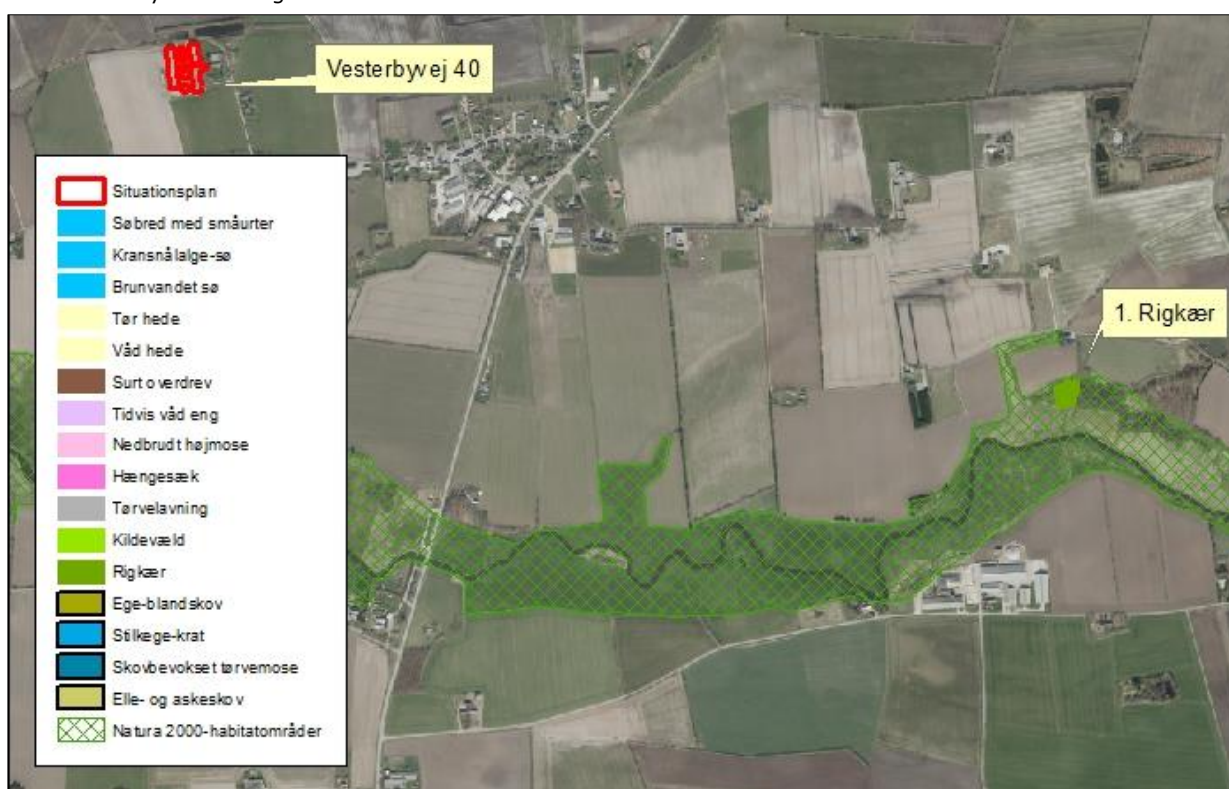 Vesterbyvej 40
1. Rigkær
Situationsplan
Søbred med småurter
Kransnålalge-sø
Brunvandet sø
Tør hede
Våd hede
Surt overdrev
Tidvis våd eng
Nedbrudt højmose
Hængesæk
Tørvelavning
Kildevæld
Rigkær
Ege-blandskov
Stilkege-krat
Skovbevokset tørvemose
Elle- og askeskov
Natura 2000-habitatområder